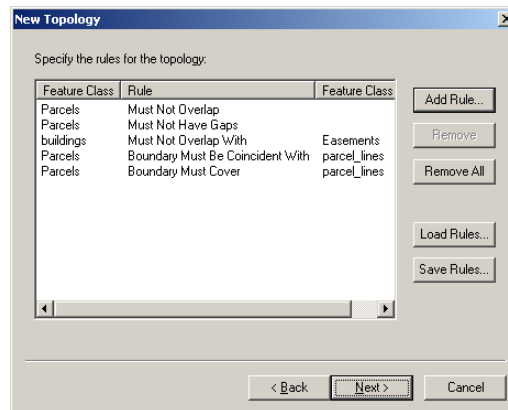 New Topology
Specify the rules for the topology:
Feature Class Rule Feature Class
Parcels Must Not Overlap
Parcels Must Not Have Gaps
buildings Must Not Overlap With Easements
Parcels Boundary Must Be Coincident With parcel_lines
Parcels Boundary Must Cover parcel_lines
Add Rule...
Remove
Remove All
Load Rules...
Save Rules...
< Back Next > Cancel